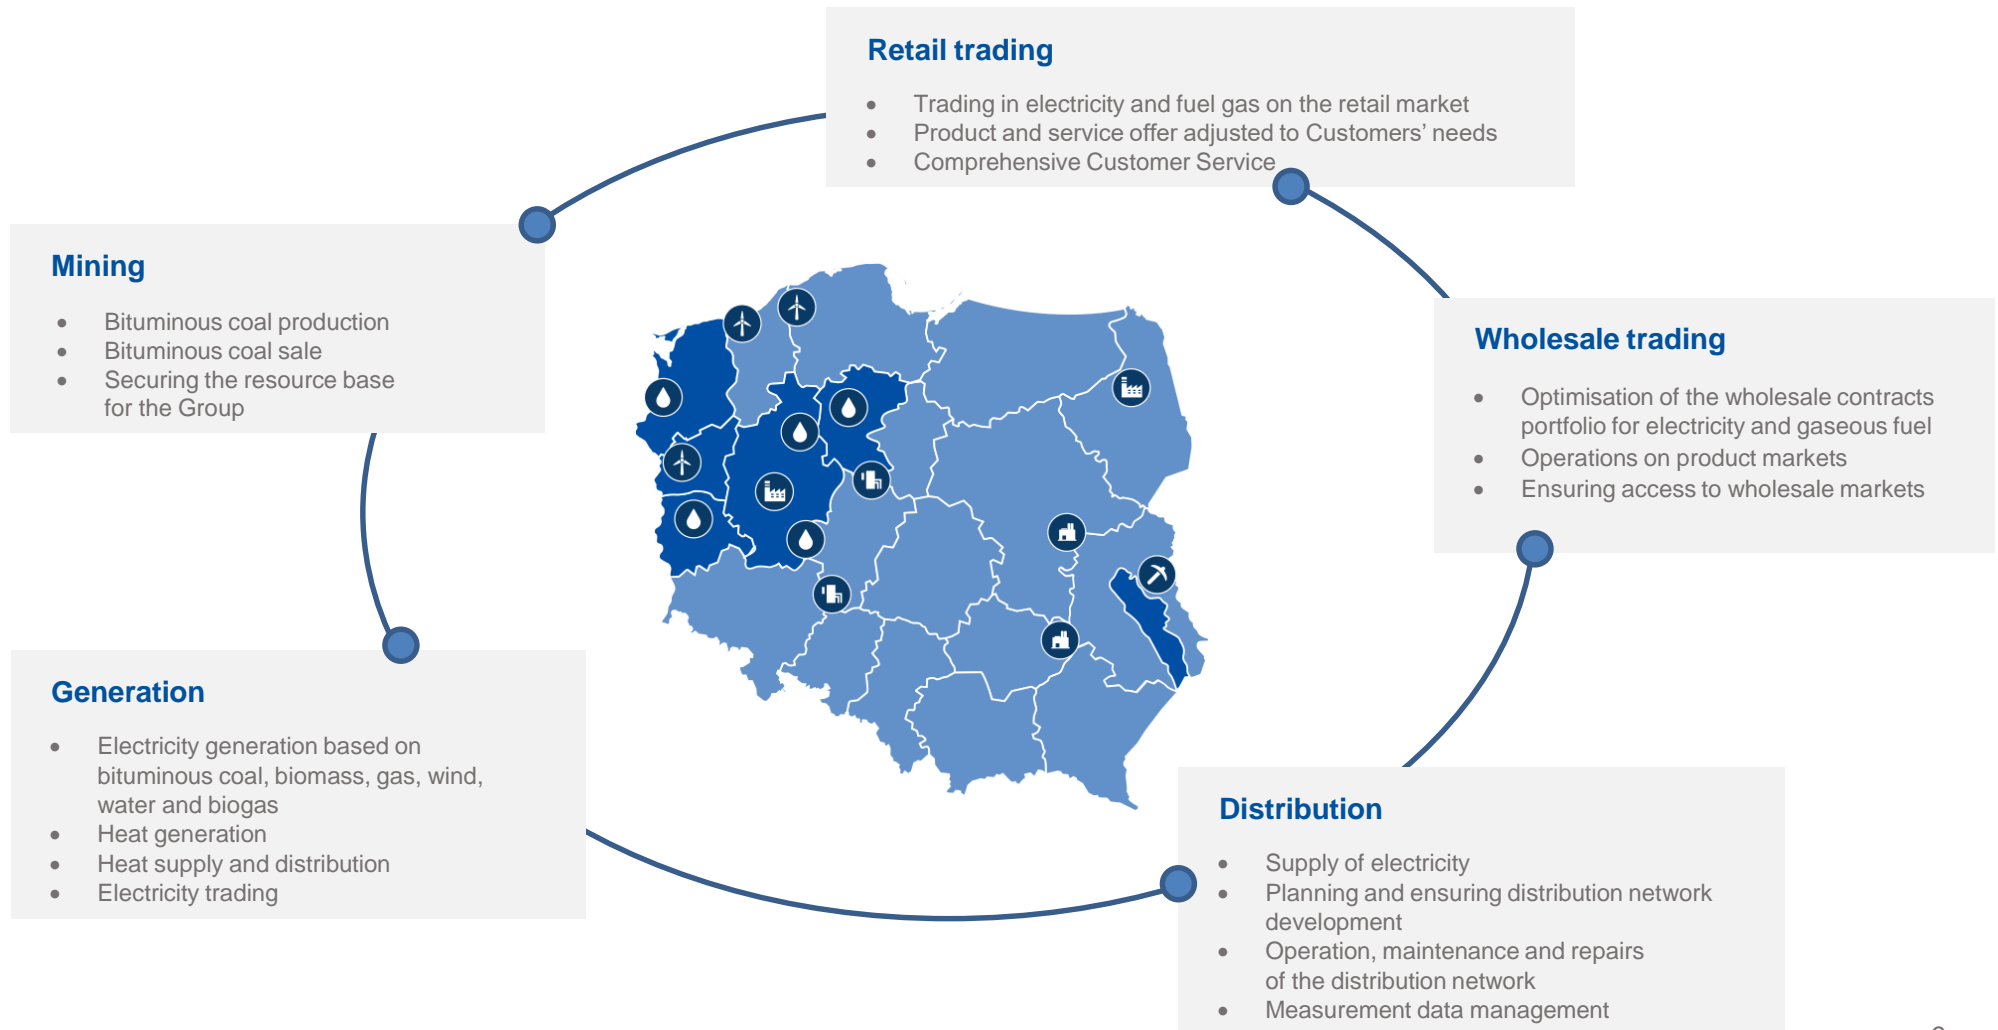 Retail trading
• Trading in electricity and fuel gas on the retail market
• Product and service offer adjusted to Customers’ needs
• Comprehensive Customer Service
Mining
• Bituminous coal production
• Bituminous coal sale
• Securing the resource base
for the Group
Wholesale trading
• Optimisation of the wholesale contracts
portfolio for electricity and gaseous fuel
• Operations on product markets
• Ensuring access to wholesale markets
Generation
• Electricity generation based on
bituminous coal, biomass, gas, wind,
water and biogas
• Heat generation
• Heat supply and distribution
• Electricity trading
Distribution
• Supply of electricity
• Planning and ensuring distribution network
development
• Operation, maintenance and repairs
of the distribution network
• Measurement data management